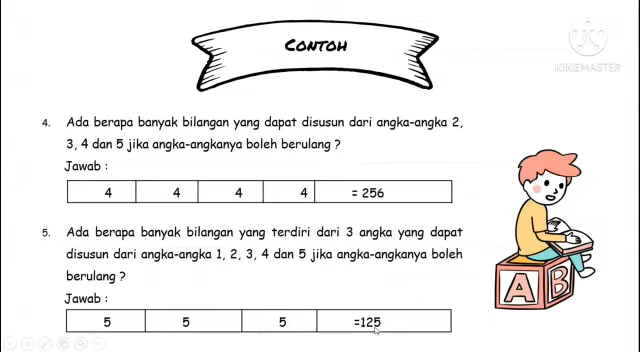 CONTOH
KINEMASTER
4. Ada berapa banyak bilangan yang dapat disusun dari angka-angka 2,
3, 4 dan 5 jika angka-angkanya boleh berulang ?
Jawab :
4 4 4 4 = 256
5. Ada berapa banyak bilangan yang terdiri dari 3 angka yang dapat
disusun dari angka-angka 1, 2, 3, 4 dan 5 jika angka-angkanya boleh
berulang ?
Jawab :
5 5 5 =125
A B